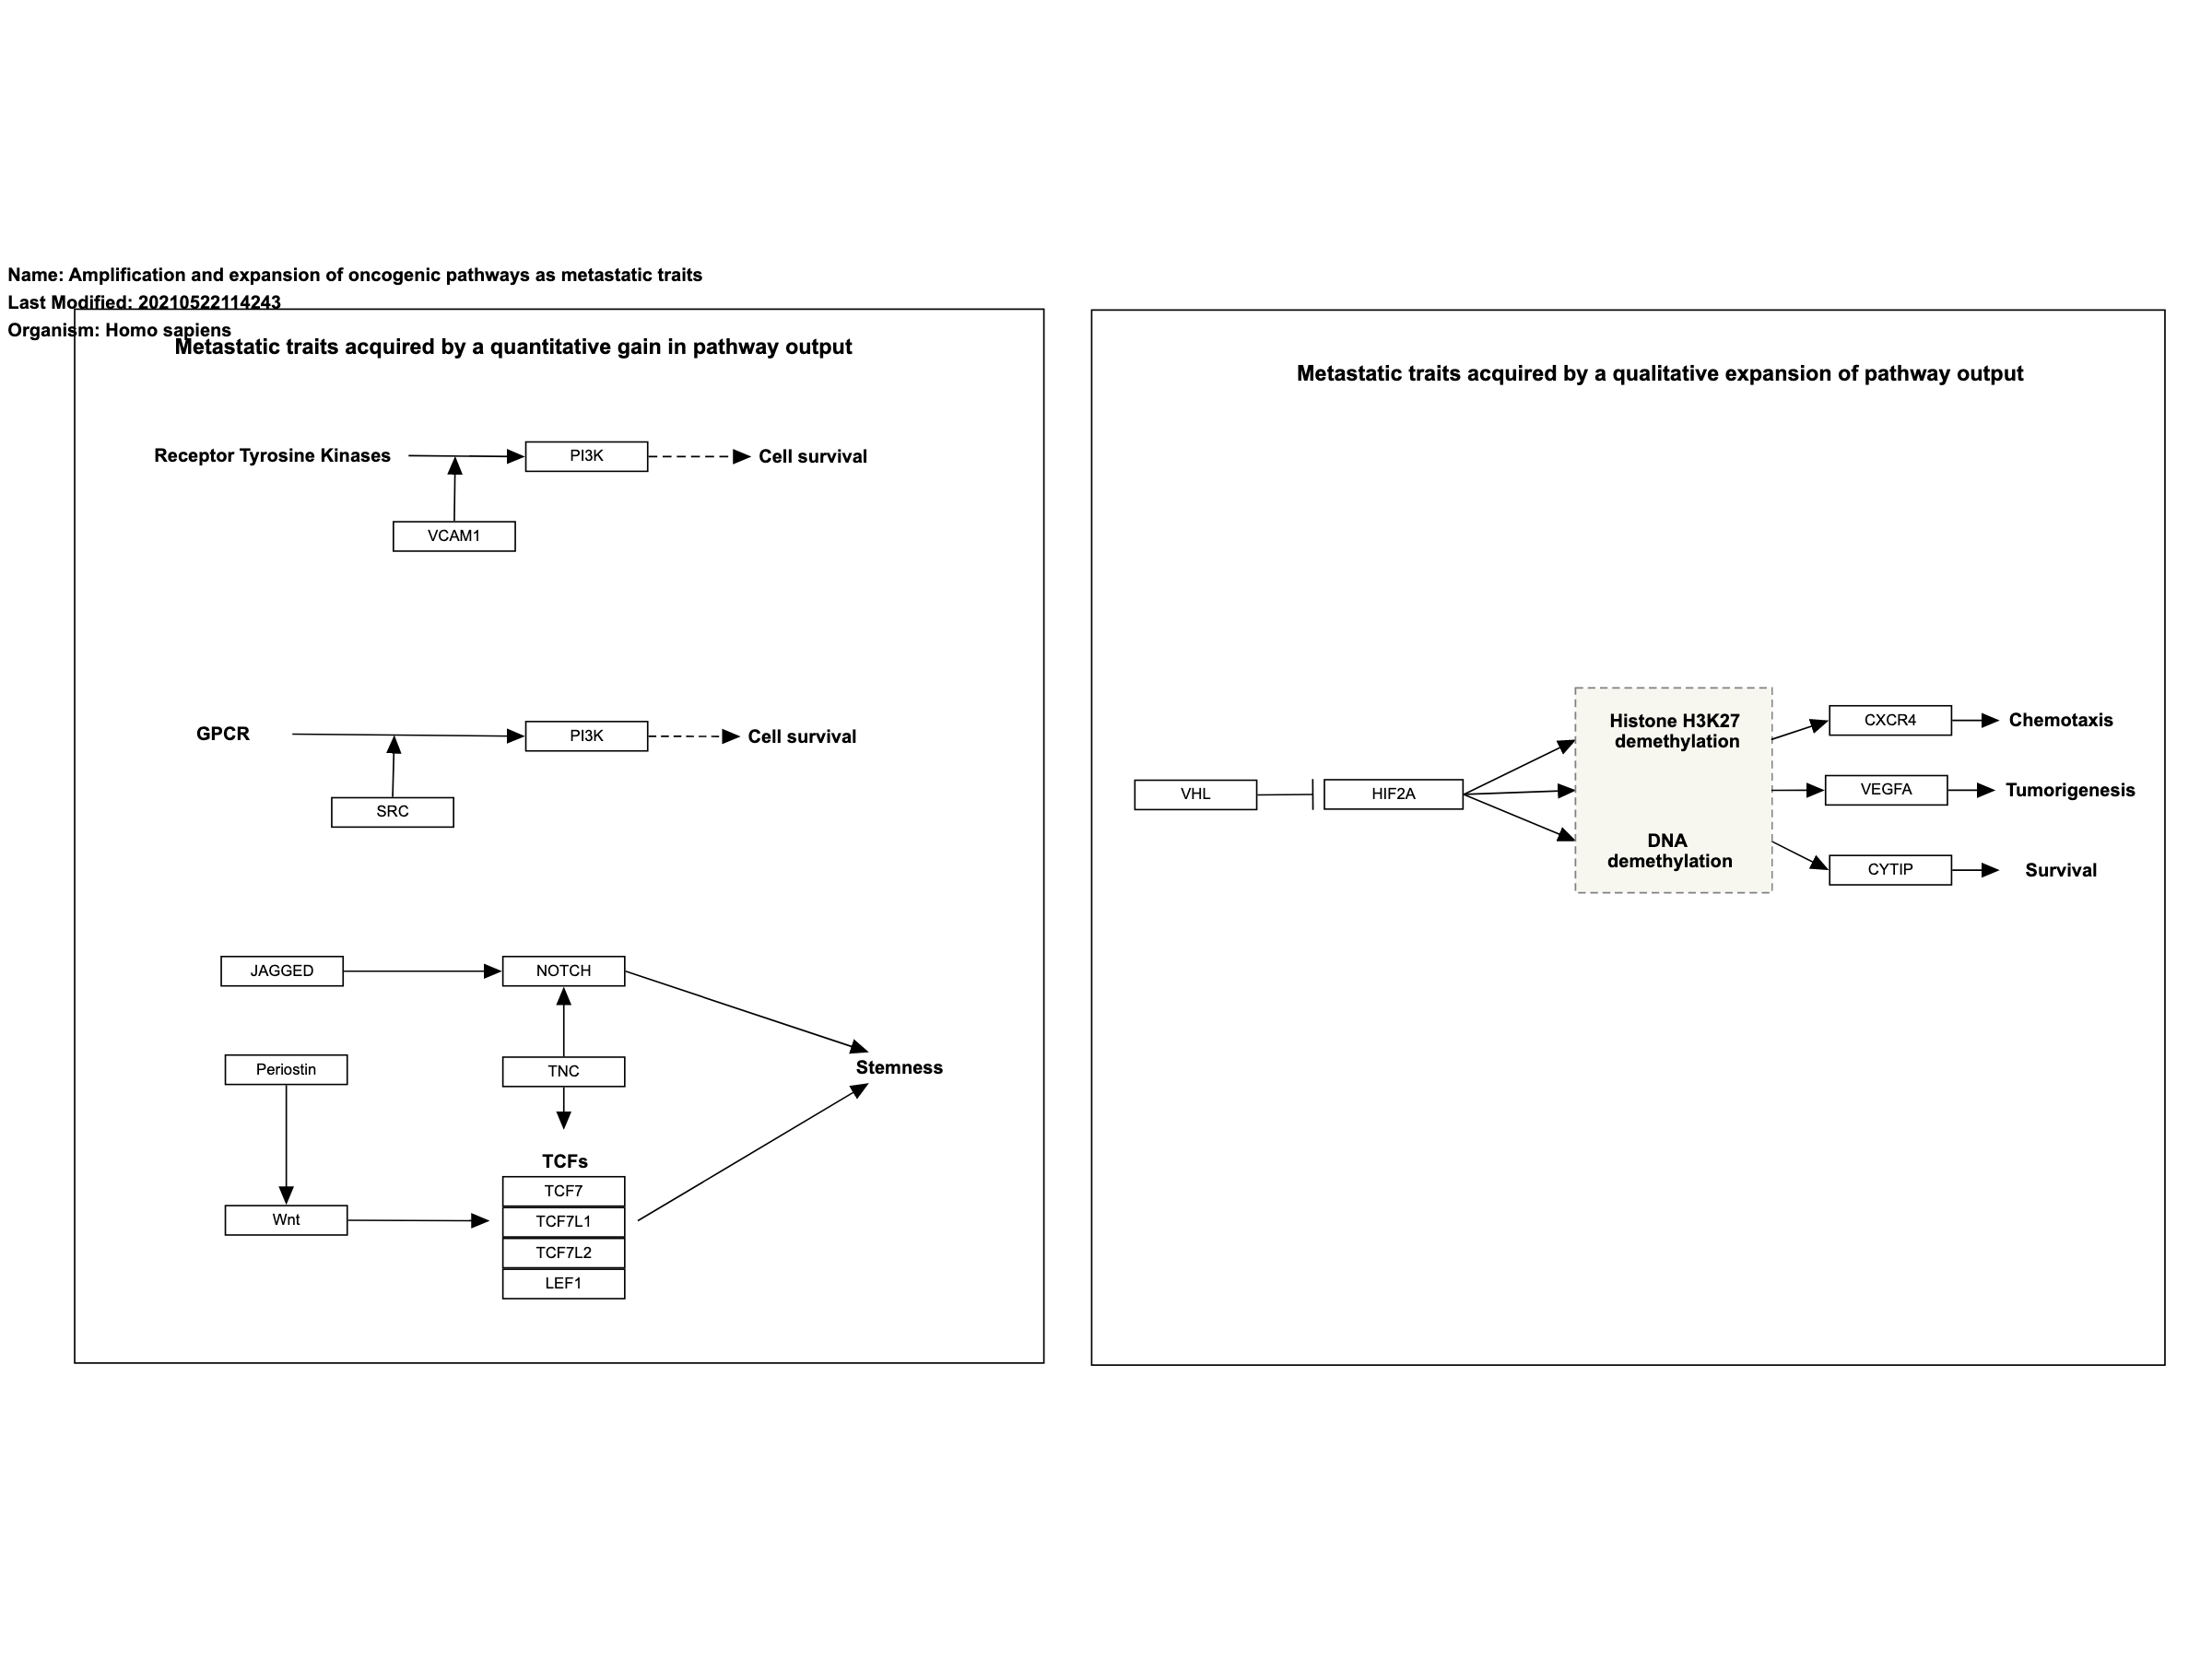 Name: Amplification and expansion of oncogenic pathways as metastatic traits
Last Modified: 20210522114243
Organism: Homo sapiens
Metastatic traits acquired by a quantitative gain in pathway output
Receptor Tyrosine Kinases
PI3K
Cell survival
VCAM1
GPCR
PI3K
Cell survival
SRC
JAGGED
NOTCH
Periostin
TNC
Stemness
TCFs
TCF7
Wnt
TCF7L1
TCF7L2
LEF1
Metastatic traits acquired by a qualitative expansion of pathway output
VHL
HIF2A
Histone H3K27
demethylation
DNA
demethylation
CXCR4
Chemotaxis
VEGFA
Tumorigenesis
CYTIP
Survival